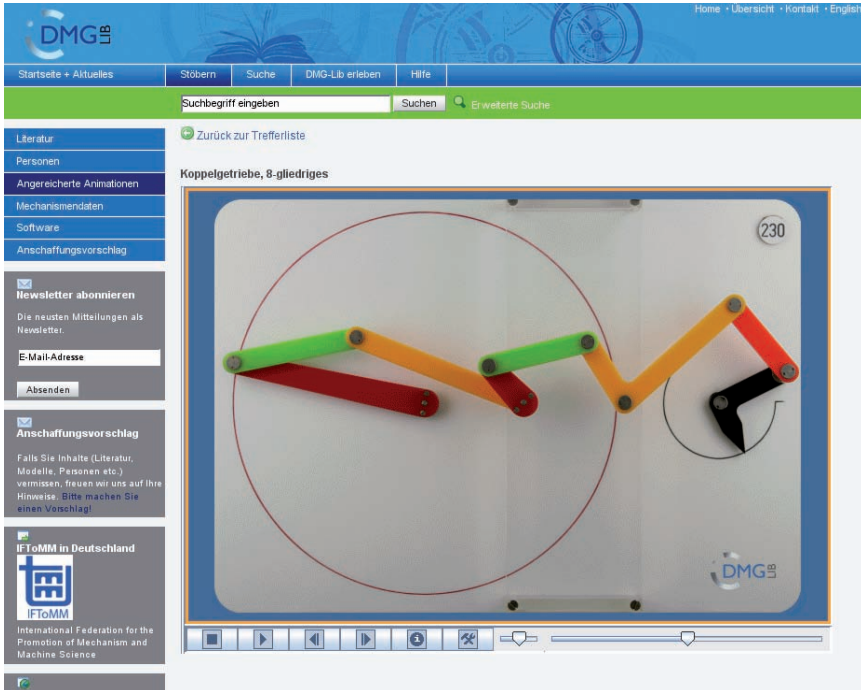 Home · Übersicht · Kontakt · English
DMG LIB
Startseite + Aktuelles
Stöbern
Suche
DMG-Lib erleben
Hilfe
Suchbegriff eingeben
Suchen
Erweiterte Suche
Literatur
Personen
Angereicherte Animationen
Mechanismendaten
Software
Anschaffungsvorschlag
Newsletter abonnieren
Die neusten Mitteilungen als
Newsletter.
E-Mail-Adresse
Absenden
Anschaffungsvorschlag
Falls Sie Inhalte (Literatur,
Modelle, Personen etc.)
vermissen, freuen wir uns auf Ihre
Hinweise. Bitte machen Sie
einen Vorschlag!
IFToMM in Deutschland
IFToMM
International Federation for the
Promotion of Mechanism and
Machine Science
Zurück zur Trefferliste
Koppelgetriebe, 8-gliedriges
230
DMG LIB